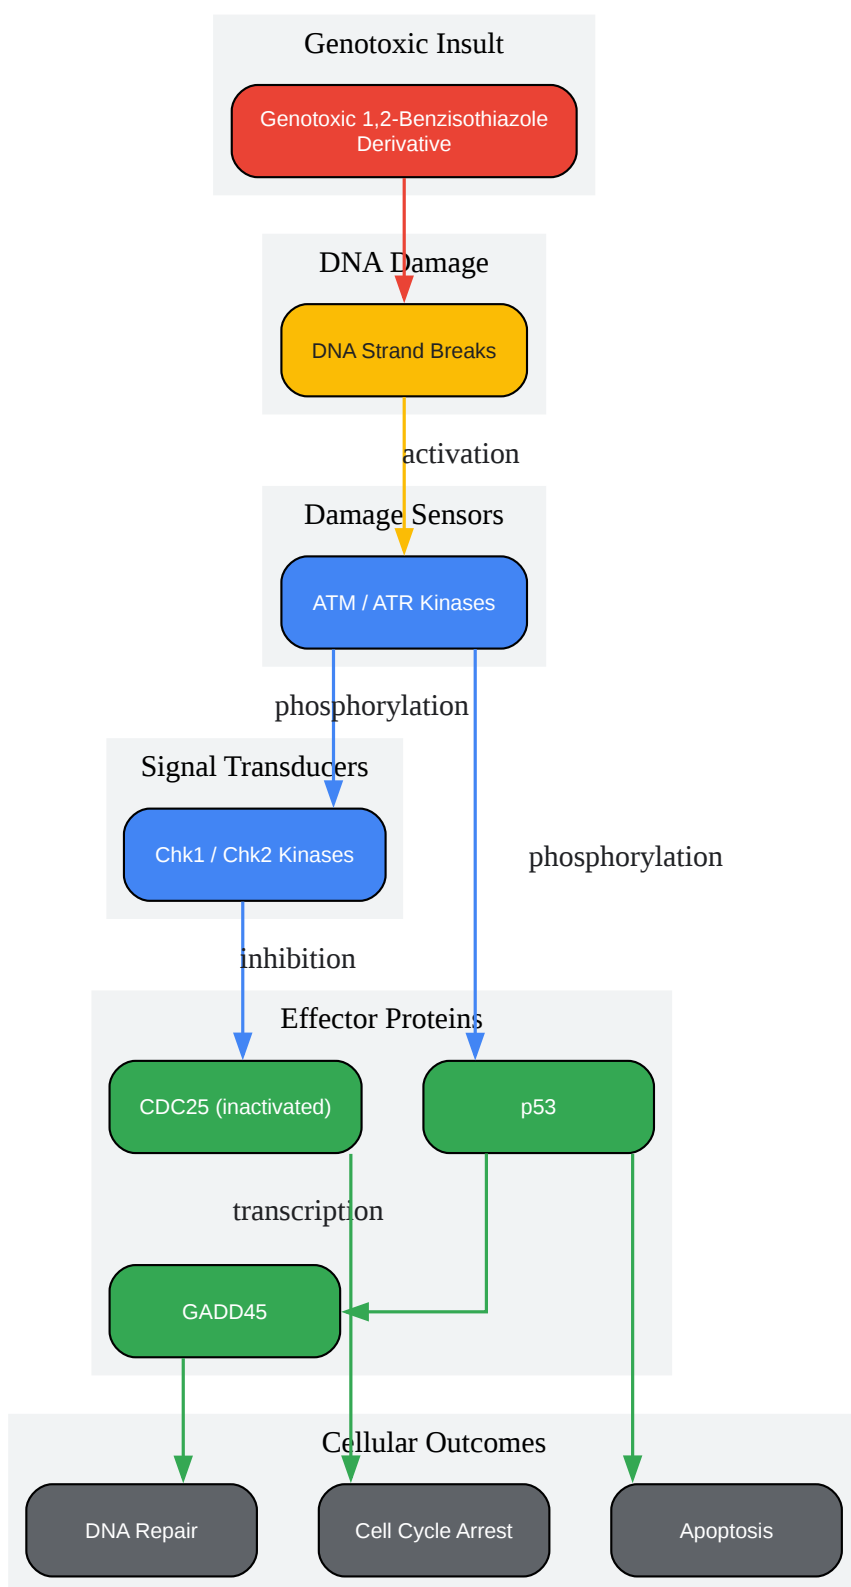 Genotoxic Insult
Genotoxic 1,2-Benzisothiazole
Derivative
DNA Damage
DNA Strand Breaks
activation
Damage Sensors
ATM / ATR Kinases
phosphorylation
Signal Transducers
Chk1 / Chk2 Kinases
phosphorylation
inhibition
Effector Proteins
CDC25 (inactivated)
p53
transcription
GADD45
Cellular Outcomes
DNA Repair
Cell Cycle Arrest
Apoptosis